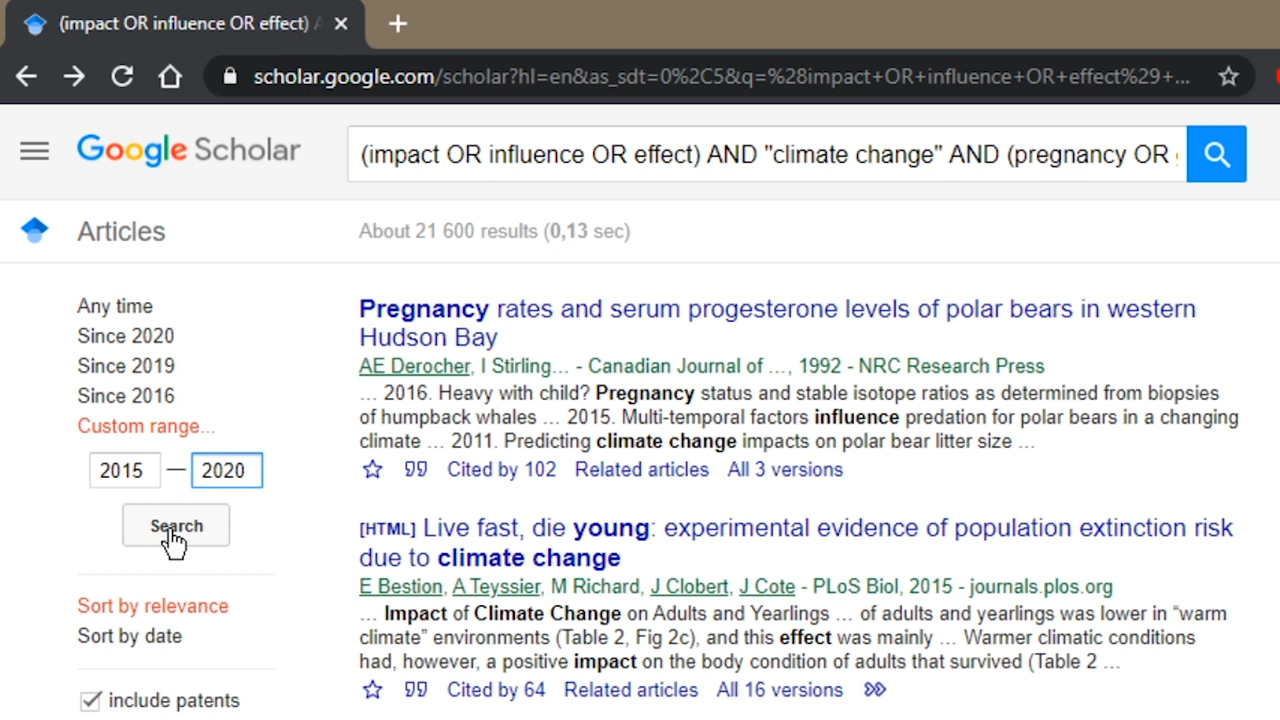 (impact OR influence OR effect)
scholar.google.com/scholar?hl=en&as_sdt=0%2C5&q=%28impact+OR+influence+OR+effect%29+...
Google Scholar
(impact OR influence OR effect) AND "climate change" AND (pregnancy OR
Articles
About 21 600 results (0,13 sec)
Any time
Since 2020
Since 2019
Since 2016
Custom range...
2015 — 2020
Search
Sort by relevance
Sort by date
include patents
Pregnancy rates and serum progesterone levels of polar bears in western
Hudson Bay
AE Derocher, I Stirling... - Canadian Journal of ..., 1992 - NRC Research Press
... 2016. Heavy with child? Pregnancy status and stable isotope ratios as determined from biopsies
of humpback whales ... 2015. Multi-temporal factors influence predation for polar bears in a changing
climate ... 2011. Predicting climate change impacts on polar bear litter size ...
Cited by 102 Related articles All 3 versions
[HTML] Live fast, die young: experimental evidence of population extinction risk
due to climate change
E Bestion, A Teyssier, M Richard, J Clobert, J Cote - PLoS Biol, 2015 - journals.plos.org
... Impact of Climate Change on Adults and Yearlings ... of adults and yearlings was lower in “warm
climate” environments (Table 2, Fig 2c), and this effect was mainly ... Warmer climatic conditions
had, however, a positive impact on the body condition of adults that survived (Table 2 ...
Cited by 64 Related articles All 16 versions